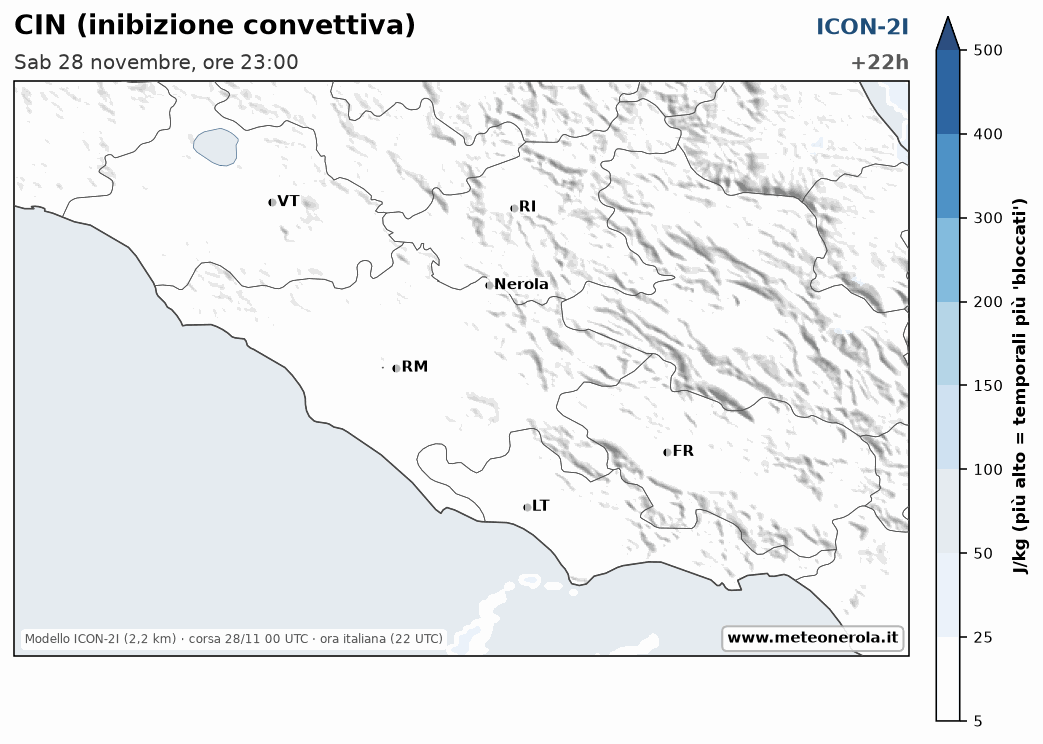 CIN (inibizione convettiva)
ICON-2I
Sab 28 novembre, ore 23:00
+22h
500
400
300
200
150
100
50
25
5
J/kg (più alto = temporali più 'bloccati')
VT
RI
Nerola
RM
FR
LT
Modello ICON-2I (2,2 km) · corsa 28/11 00 UTC · ora italiana (22 UTC)
www.meteonerola.it